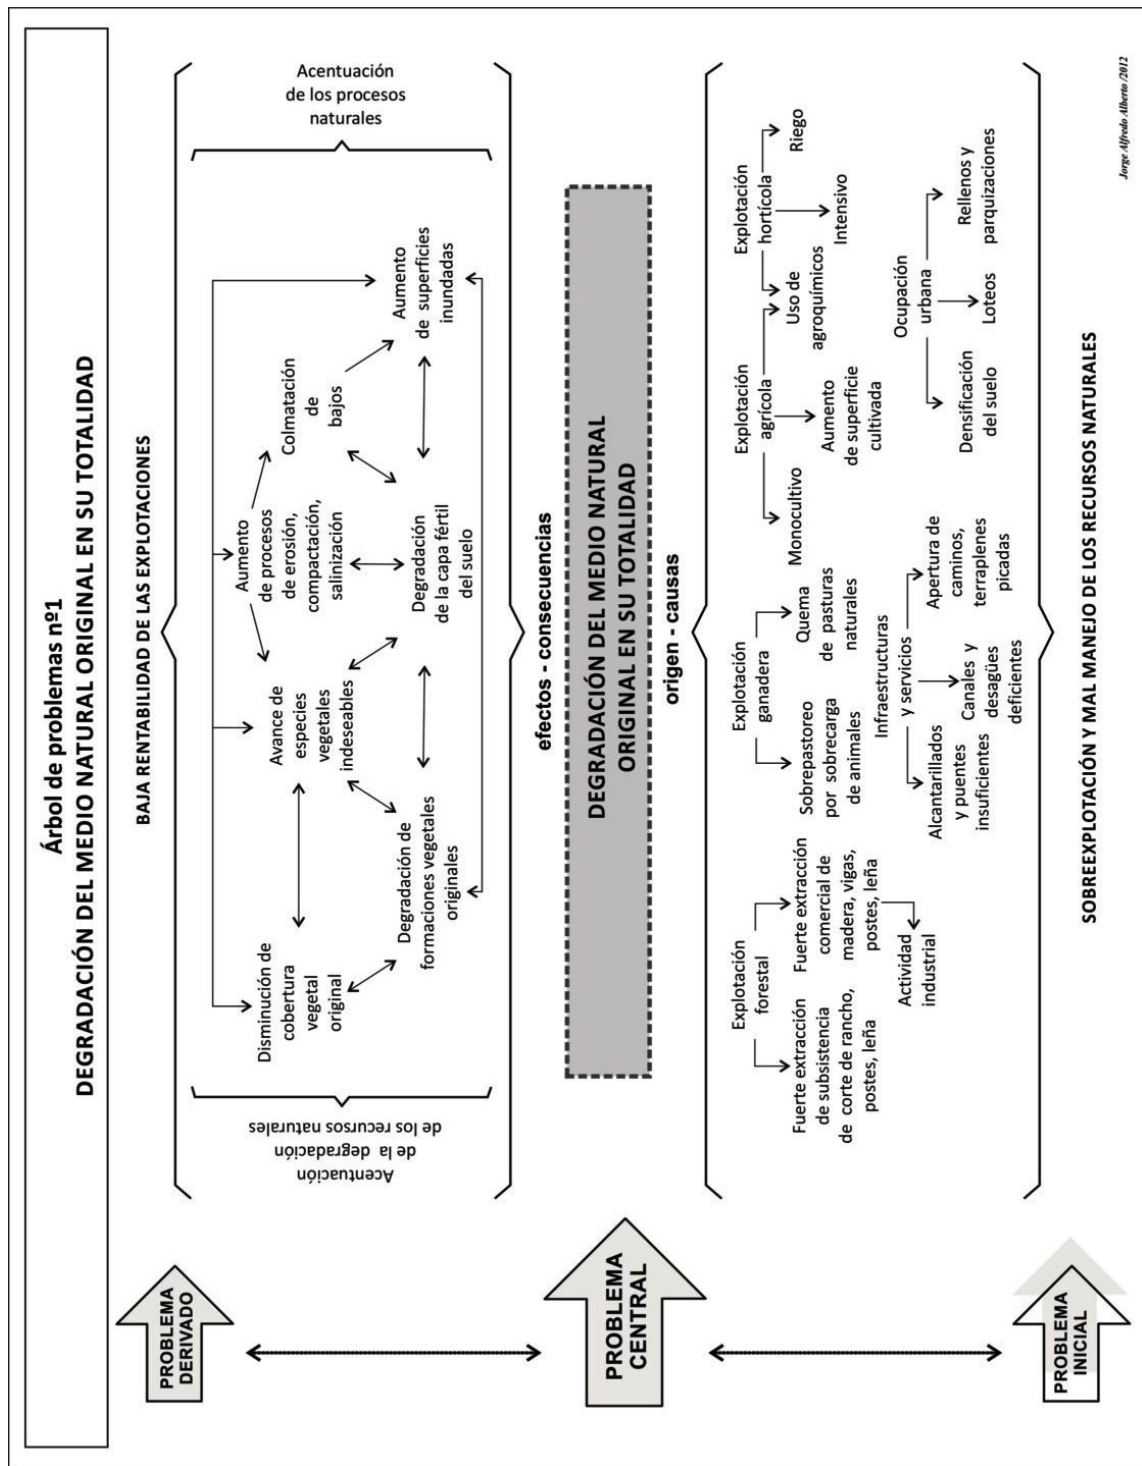 Árbol de problemas nº1
DEGRADACIÓN DEL MEDIO NATURAL ORIGINAL EN SU TOTALIDAD
PROBLEMA
DERIVADO
BAJA RENTABILIDAD DE LAS EXPLOTACIONES
Acentuación
de la degradación
de los recursos naturales
Disminución de
cobertura
vegetal
original
Avance de
especies
vegetales
indeseables
Aumento
de procesos
de erosión,
compactación,
salinización
Colmatación
de
bajos
Aumento
de superficies
inundadas
Degradación de
formaciones vegetales
originales
Degradación
de la capa fértil
del suelo
Acentuación
de los procesos
naturales
efectos - consecuencias
PROBLEMA
CENTRAL
DEGRADACIÓN DEL MEDIO NATURAL
ORIGINAL EN SU TOTALIDAD
origen - causas
Explotación
forestal
Fuerte extracción
de subsistencia
de corte de rancho,
postes, leña
Fuerte extracción
comercial de
madera, vigas,
postes, leña
Actividad
industrial
Explotación
ganadera
Sobrepastoreo
por sobrecarga
de animales
Quema
de pasturas
naturales
Explotación
agrícola
Monocultivo
Aumento
de superficie
cultivada
Uso de
agroquímicos
Explotación
hortícola
Intensivo
Riego
Infraestructuras
y servicios
Alcantarillados
y puentes
insuficientes
Canales y
desagües
deficientes
Apertura de
caminos,
terraplenes
picadas
Ocupación
urbana
Densificación
del suelo
Loteos
Rellenos y
parquizaciones
PROBLEMA
INICIAL
SOBREEXPLOTACIÓN Y MAL MANEJO DE LOS RECURSOS NATURALES
Jorge Alfredo Alberto /2012